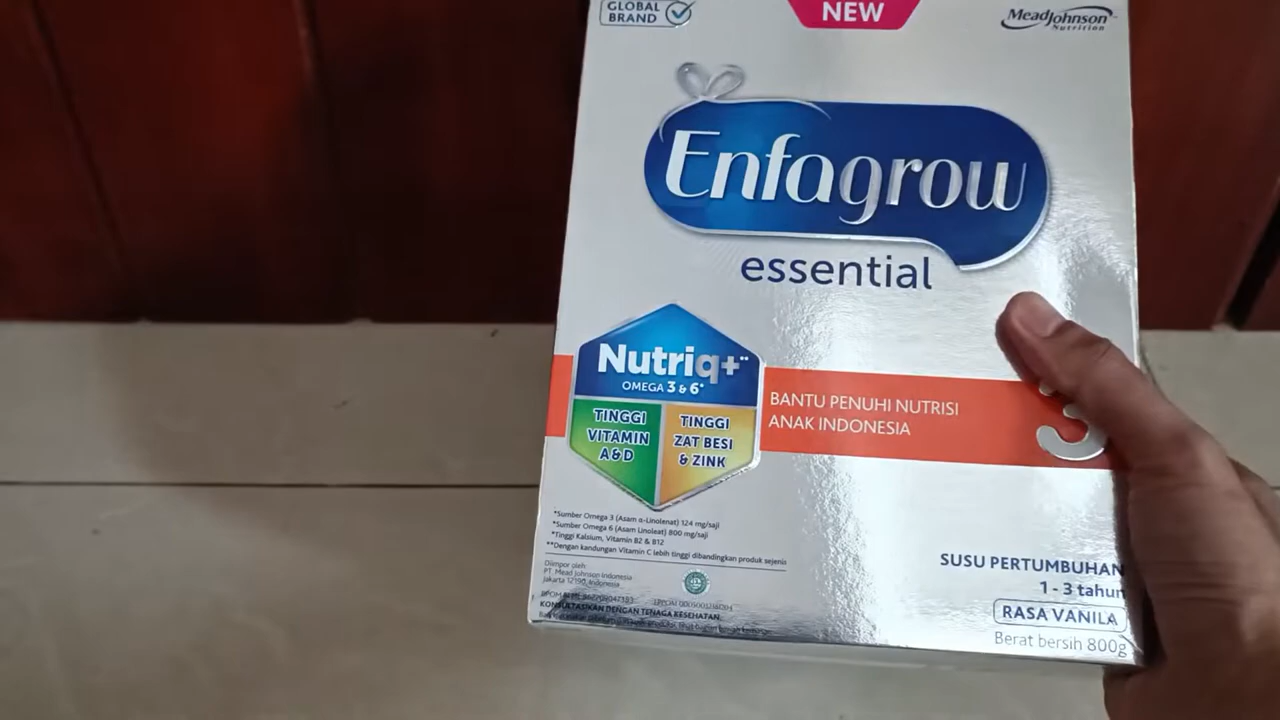 GLOBAL
BRAND
NEW
MeadJohnson
Nutrition
Enfagrow
essential
Nutriq+**
OMEGA 3 & 6*
TINGGI
VITAMIN
A&D
TINGGI
ZAT BESI
& ZINK
BANTU PENUHI NUTRISI
ANAK INDONESIA
3
*Sumber Omega 3 (Asam α-Linolenat) 124 mg/saji
*Sumber Omega 6 (Asam Linoleat) 800 mg/saji
*Tinggi Kalsium, Vitamin B2 & B12
**Dengan kandungan Vitamin C lebih tinggi dibandingkan produk sejenis
Diimpor oleh:
PT. Mead Johnson Indonesia
Jakarta 12190, Indonesia
KONSULTASIKAN DENGAN TENAGA KESEHATAN.
SUSU PERTUMBUHAN
1 - 3 tahun
RASA VANILA
Berat bersih 800g